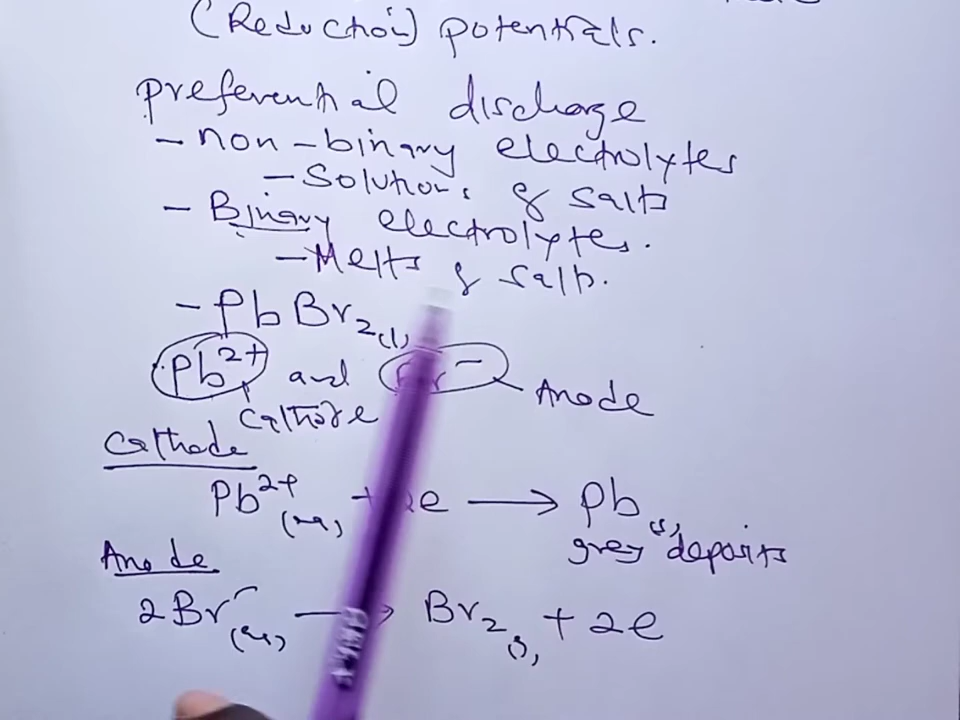 (Reduction) potentials.
preferential discharge
- non-binary electrolytes
- Solutions of salts
- Binary electrolytes.
- Melts of salts.
- PbBr₂(l)
Pb²⁺ and Br⁻ Anode
Cathode
Cathode
Pb²⁺(aq) + 2e → Pb(s)
grey deposits
Anode
2Br⁻(aq) → Br₂(g) + 2e